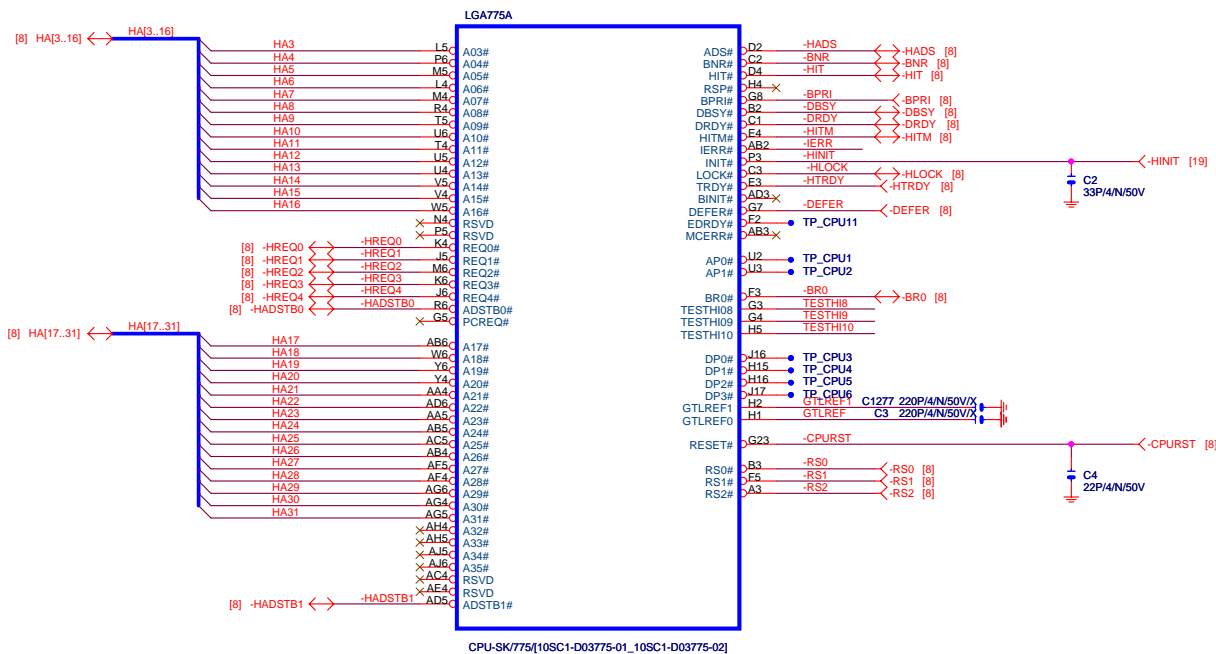 LGA775A
[8] HA[3..16] HA[3..16]
HA3 L5 A03#
HA4 P6 A04#
HA5 M5 A05#
HA6 L4 A06#
HA7 M4 A07#
HA8 R4 A08#
HA9 T5 A09#
HA10 U6 A10#
HA11 T4 A11#
HA12 U5 A12#
HA13 U4 A13#
HA14 V5 A14#
HA15 V4 A15#
HA16 W5 A16#
N4 RSVD
P5 RSVD
[8] -HREQ0 -HREQ0 K4 REQ0#
[8] -HREQ1 -HREQ1 J5 REQ1#
[8] -HREQ2 -HREQ2 M6 REQ2#
[8] -HREQ3 -HREQ3 K6 REQ3#
[8] -HREQ4 -HREQ4 J6 REQ4#
[8] -HADSTB0 -HADSTB0 R6 ADSTB0#
G5 PCREQ#
[8] HA[17..31] HA[17..31]
HA17 AB6 A17#
HA18 W6 A18#
HA19 Y6 A19#
HA20 Y4 A20#
HA21 AA4 A21#
HA22 AD6 A22#
HA23 AA5 A23#
HA24 AB5 A24#
HA25 AC5 A25#
HA26 AB4 A26#
HA27 AF5 A27#
HA28 AF4 A28#
HA29 AG6 A29#
HA30 AG4 A30#
HA31 AG5 A31#
AH4 A32#
AH5 A33#
AJ5 A34#
AJ6 A35#
AC4 RSVD
AE4 RSVD
[8] -HADSTB1 -HADSTB1 AD5 ADSTB1#
ADS# D2 -HADS -HADS [8]
BNR# C2 -BNR -BNR [8]
HIT# D4 -HIT -HIT [8]
RSP# H4
BPRI# G8 -BPRI -BPRI [8]
DBSY# B2 -DBSY -DBSY [8]
DRDY# C1 -DRDY -DRDY [8]
HITM# E4 -HITM -HITM [8]
IERR# AB2 -IERR
INIT# P3 -HINIT -HINIT [19]
LOCK# C3 -HLOCK -HLOCK [8]
TRDY# E3 -HTRDY -HTRDY [8]
BINIT# AD3
DEFER# G7 -DEFER -DEFER [8]
EDRDY# F2 TP_CPU11
MCERR# AB3
C2
33P/4/N/50V
AP0# U2 TP_CPU1
AP1# U3 TP_CPU2
BR0# F3 -BR0 -BR0 [8]
TESTHI08 G3 TESTHI8
TESTHI09 G4 TESTHI9
TESTHI10 H5 TESTHI10
DP0# J16 TP_CPU3
DP1# H15 TP_CPU4
DP2# H16 TP_CPU5
DP3# J17 TP_CPU6
GTLREF1 H2 GTLREF1 C1277 220P/4/N/50V/X
GTLREF0 H1 GTLREF C3 220P/4/N/50V/X
RESET# G23 -CPURST -CPURST [8]
RS0# B3 -RS0 -RS0 [8]
RS1# F5 -RS1 -RS1 [8]
RS2# A3 -RS2 -RS2 [8]
C4
22P/4/N/50V
CPU-SK/775/[10SC1-D03775-01_10SC1-D03775-02]